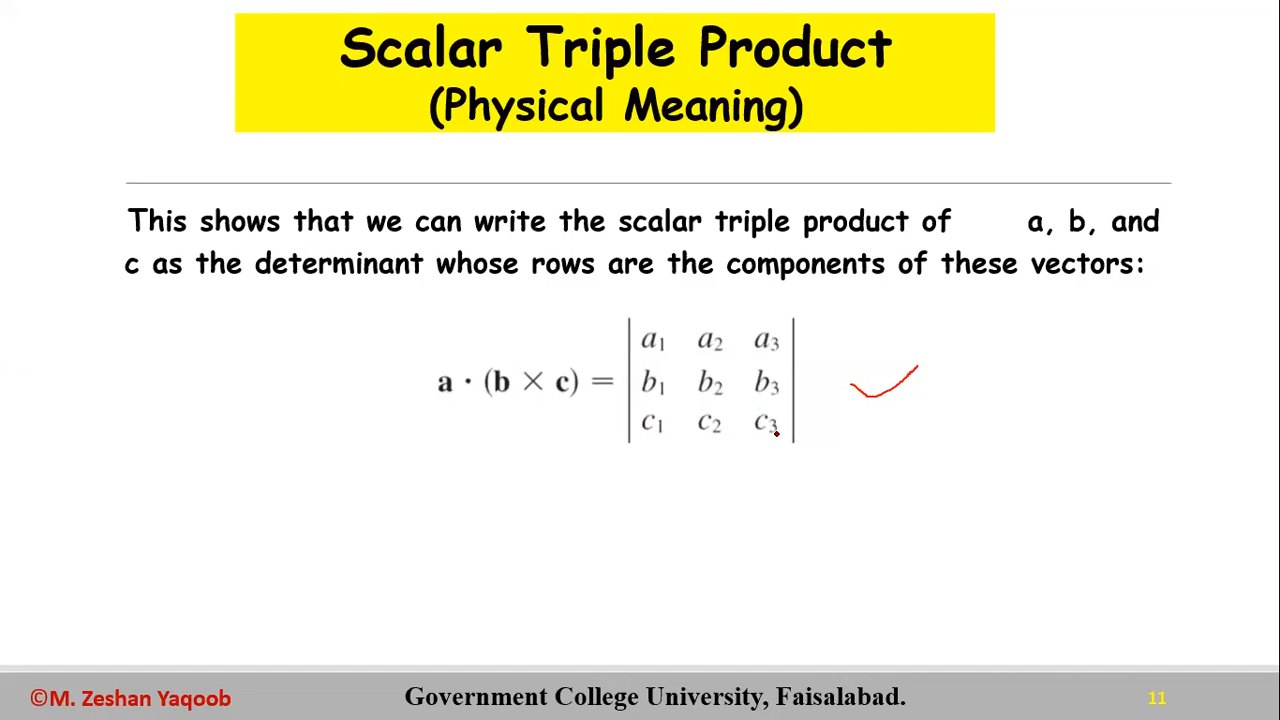 Scalar Triple Product
(Physical Meaning)
This shows that we can write the scalar triple product of a, b, and
c as the determinant whose rows are the components of these vectors:
a₁ a₂ a₃
a · (b × c) = b₁ b₂ b₃
c₁ c₂ c₃
©M. Zeshan Yaqoob Government College University, Faisalabad. 11